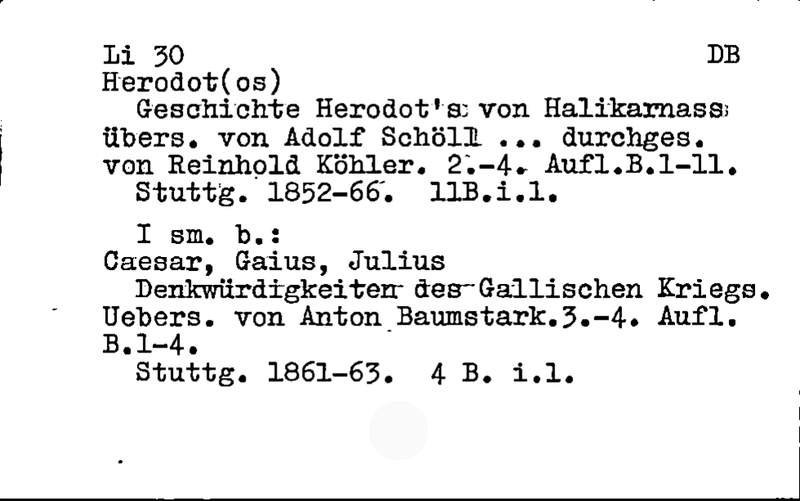 Li 30 DB
Herodot(os)
Geschichte Herodot's von Halikarnass
übers. von Adolf Schöll ... durchges.
von Reinhold Köhler. 2.-4. Aufl.B.1-11.
Stuttg. 1852-66. 11B.i.1.
I sm. b.:
Caesar, Gaius, Julius
Denkwürdigkeiten des Gallischen Kriegs.
Uebers. von Anton Baumstark.3.-4. Aufl.
B.1-4.
Stuttg. 1861-63. 4 B. i.1.